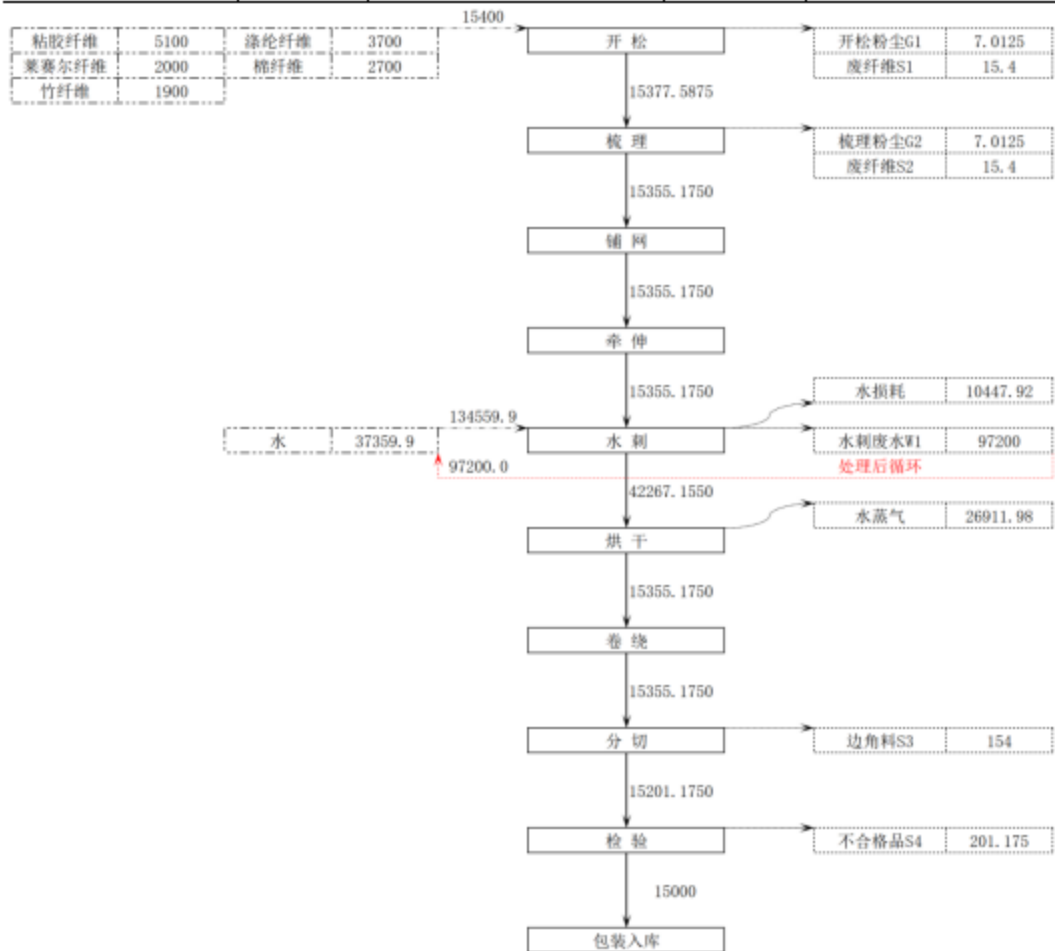 15400
粘胶纤维 5100 涤纶纤维 3700
莱赛尔纤维 2000 棉纤维 2700
竹纤维 1900
开 松
开松粉尘G1 7.0125
废纤维S1 15.4
15377.5875
梳 理
梳理粉尘G2 7.0125
废纤维S2 15.4
15355.1750
铺 网
15355.1750
牵 伸
15355.1750
水损耗 10447.92
134559.9
水 37359.9
水 刺
水刺废水W1 97200
97200.0
处理后循环
42267.1550
水蒸气 26911.98
烘 干
15355.1750
卷 绕
15355.1750
分 切
边角料S3 154
15201.1750
检 验
不合格品S4 201.175
15000
包装入库